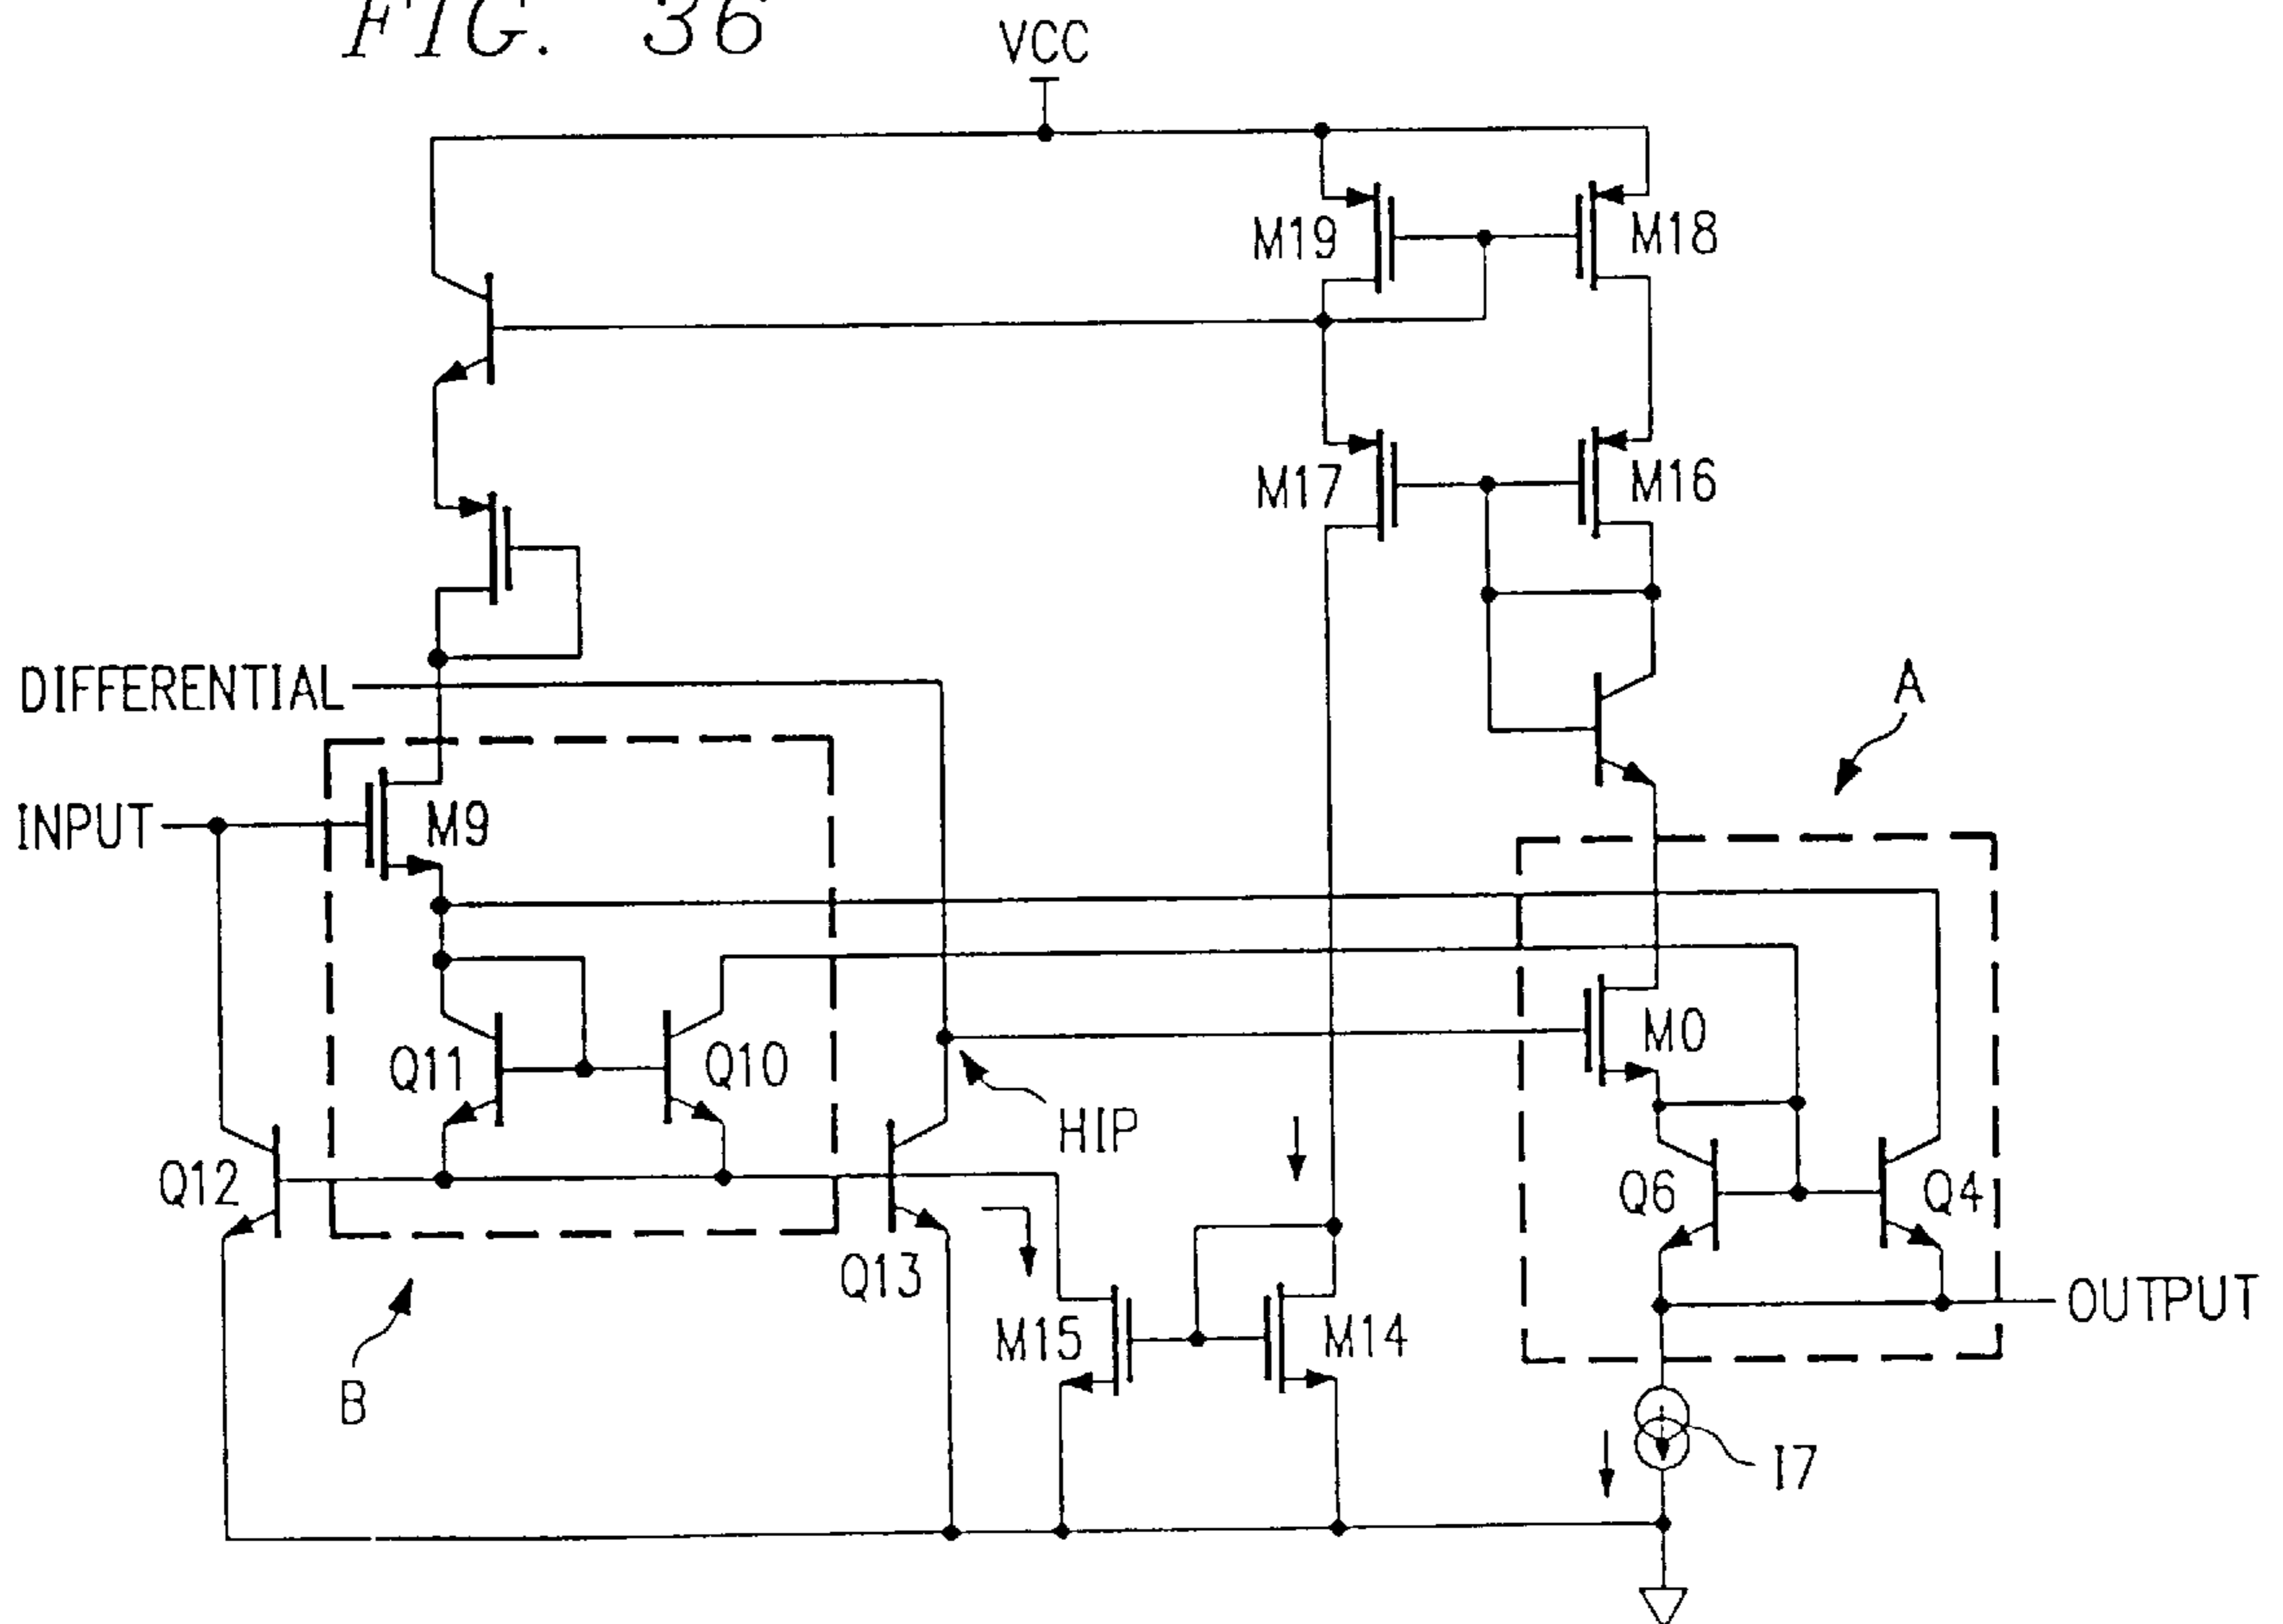 FIG. 36
VCC
M19
M18
M17
M16
DIFFERENTIAL
A
INPUT
M9
M0
Q11
Q10
HIP
Q12
Q6
Q4
Q13
OUTPUT
M15
M14
B
I7